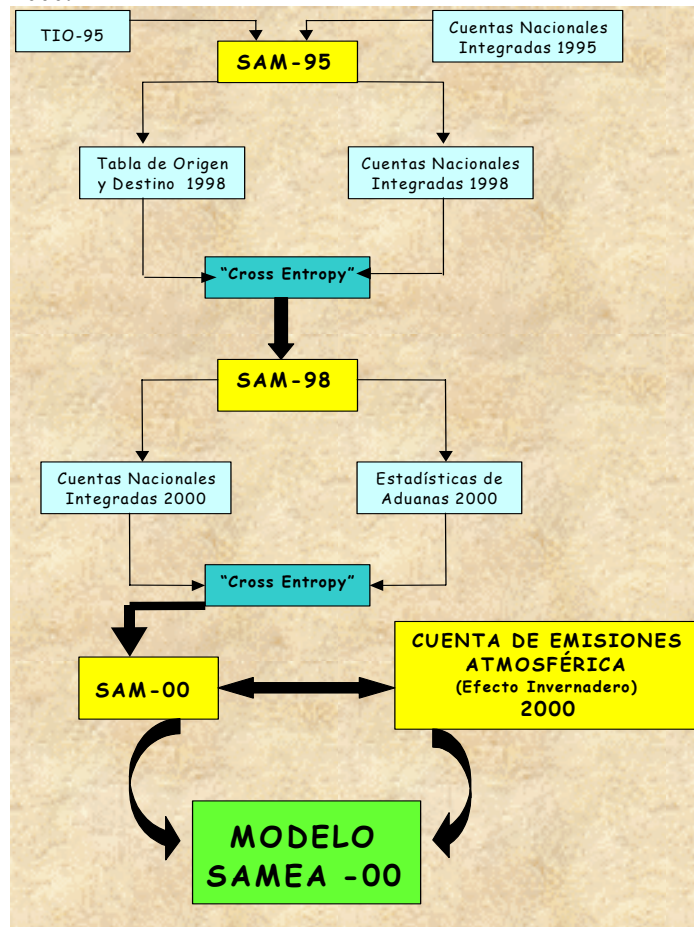 TIO-95
Cuentas Nacionales
Integradas 1995
SAM-95
Tabla de Origen
y Destino 1998
Cuentas Nacionales
Integradas 1998
“Cross Entropy”
SAM-98
Cuentas Nacionales
Integradas 2000
Estadísticas de
Aduanas 2000
“Cross Entropy”
CUENTA DE EMISIONES
ATMOSFÉRICA
(Efecto Invernadero)
2000
SAM-00
MODELO
SAMEA -00